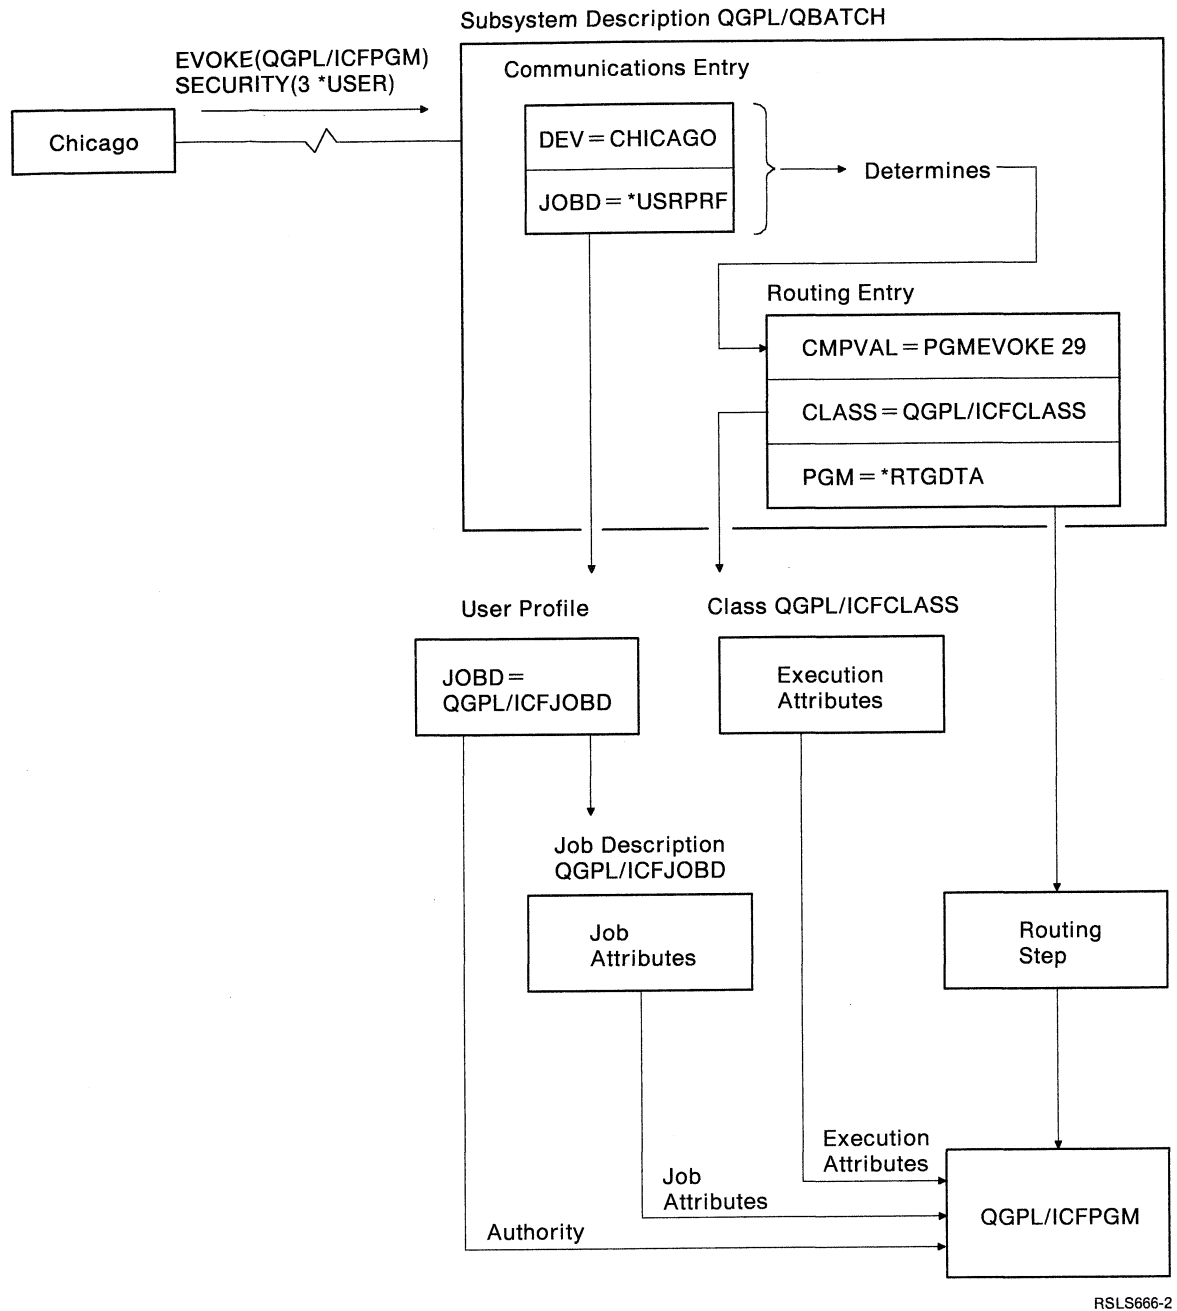 Subsystem Description QGPL/QBATCH
EVOKE(QGPL/ICFPGM)
SECURITY(3 *USER)
Communications Entry
Chicago
DEV=CHICAGO
JOBD=*USRPRF
Determines
Routing Entry
CMPVAL=PGMEVOKE 29
CLASS=QGPL/ICFCLASS
PGM=*RTGDTA
User Profile
Class QGPL/ICFCLASS
JOBD=
QGPL/ICFJOBD
Execution
Attributes
Job Description
QGPL/ICFJOBD
Job
Attributes
Routing
Step
Execution
Attributes
Job
Attributes
Authority
QGPL/ICFPGM
RSLS666-2